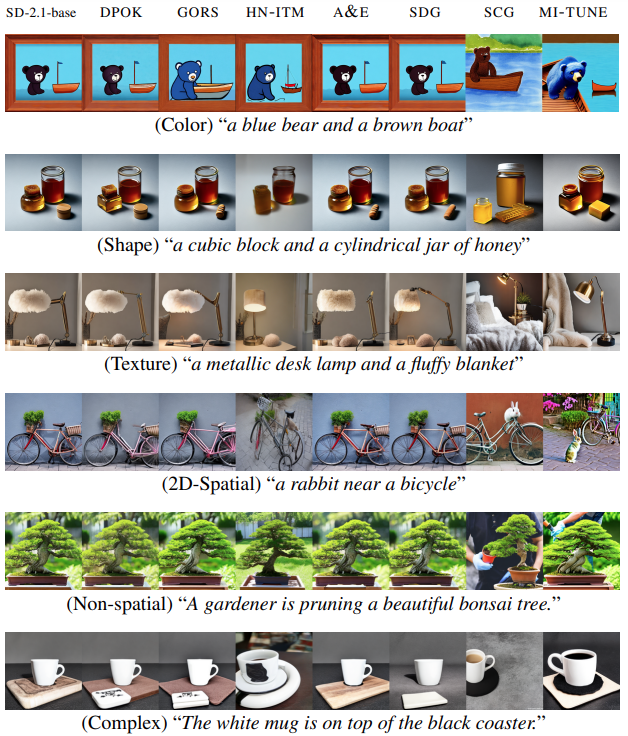 SD-2.1-base DPOK GORS HN-ITM A&E SDG SCG MI-TUNE
(Color) “a blue bear and a brown boat”
(Shape) “a cubic block and a cylindrical jar of honey”
(Texture) “a metallic desk lamp and a fluffy blanket”
(2D-Spatial) “a rabbit near a bicycle”
(Non-spatial) “A gardener is pruning a beautiful bonsai tree.”
(Complex) “The white mug is on top of the black coaster.”